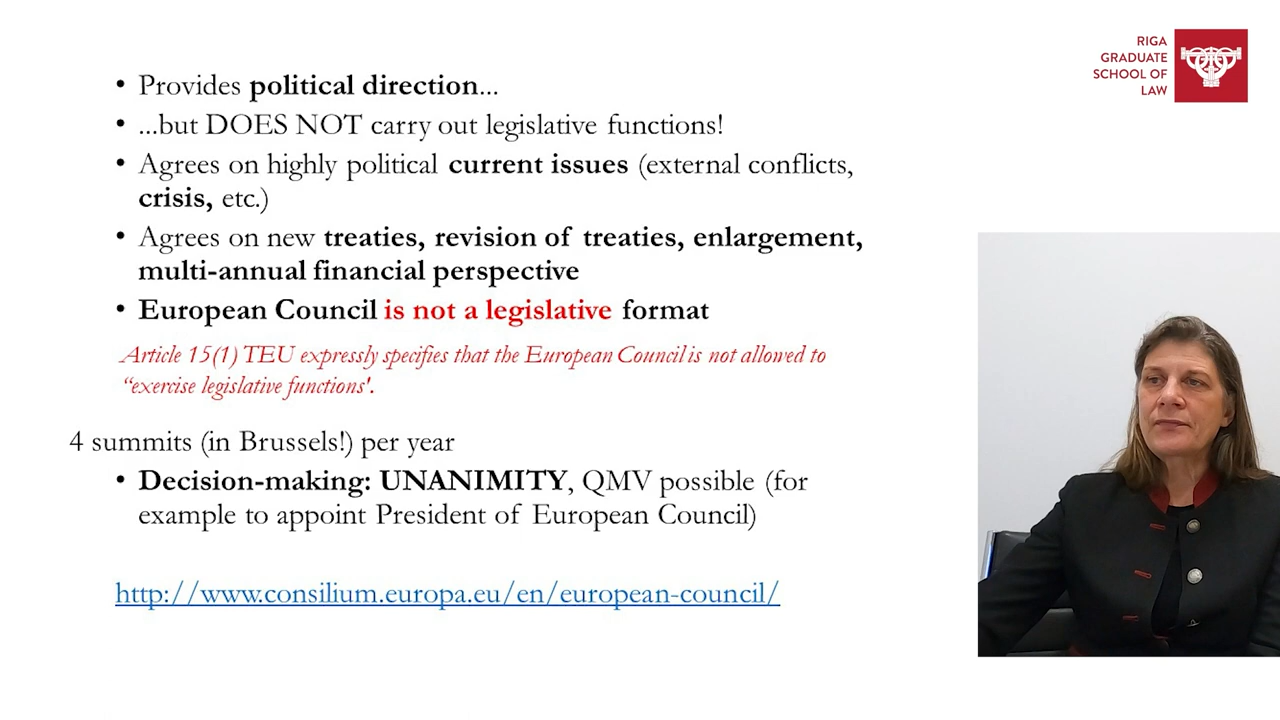 RIGA
GRADUATE
SCHOOL OF
LAW
• Provides political direction...
• ...but DOES NOT carry out legislative functions!
• Agrees on highly political current issues (external conflicts,
crisis, etc.)
• Agrees on new treaties, revision of treaties, enlargement,
multi-annual financial perspective
• European Council is not a legislative format
Article 15(1) TEU expressly specifies that the European Council is not allowed to
“exercise legislative functions'.
4 summits (in Brussels!) per year
• Decision-making: UNANIMITY, QMV possible (for
example to appoint President of European Council)
http://www.consilium.europa.eu/en/european-council/